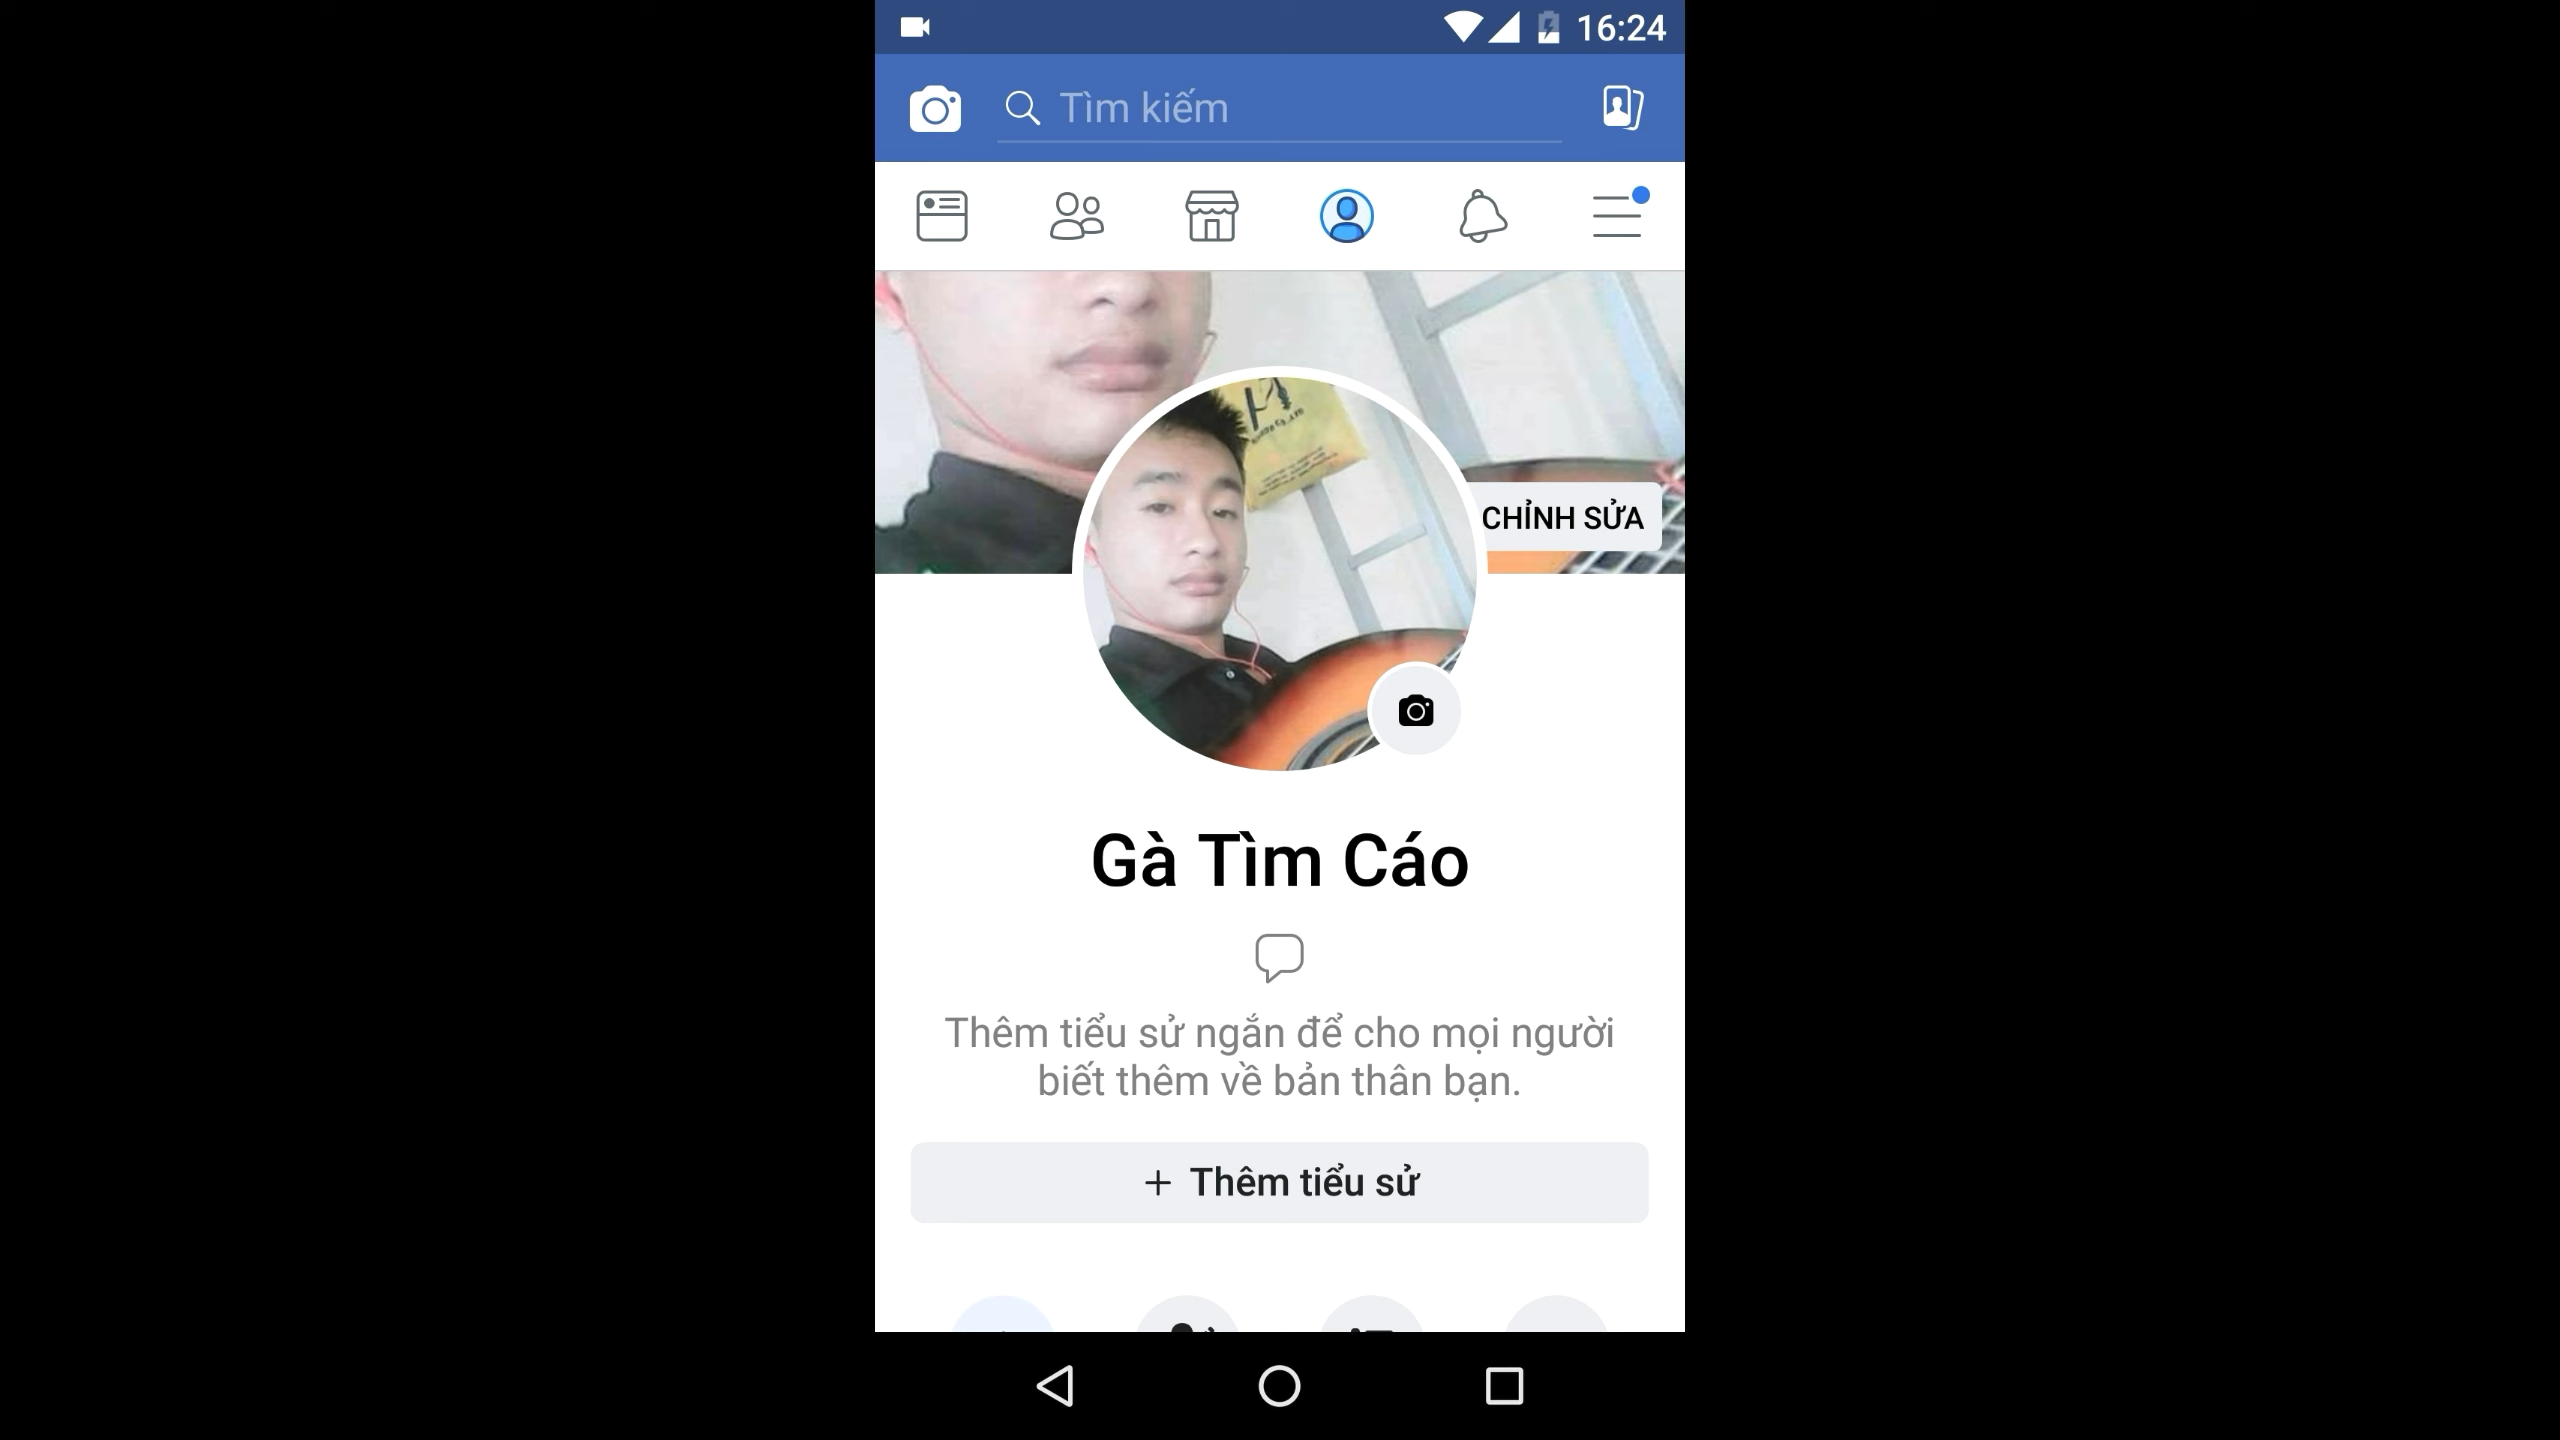 16:24
Tìm kiếm
CHỈNH SỬA
Gà Tìm Cáo
Thêm tiểu sử ngắn để cho mọi người
biết thêm về bản thân bạn.
+ Thêm tiểu sử